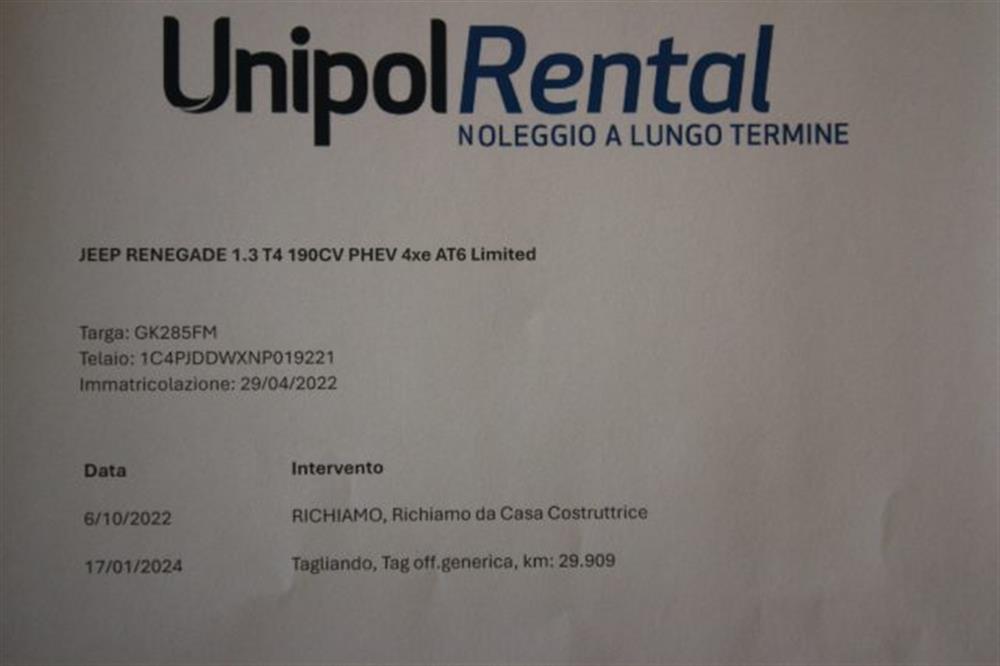 UnipolRental
NOLEGGIO A LUNGO TERMINE
JEEP RENEGADE 1.3 T4 190CV PHEV 4xe AT6 Limited
Targa: GK285FM
Telaio: 1C4PJDDWXNP019221
Immatricolazione: 29/04/2022
Data Intervento
6/10/2022 RICHIAMO, Richiamo da Casa Costruttrice
17/01/2024 Tagliando, Tag off.generica, km: 29.909